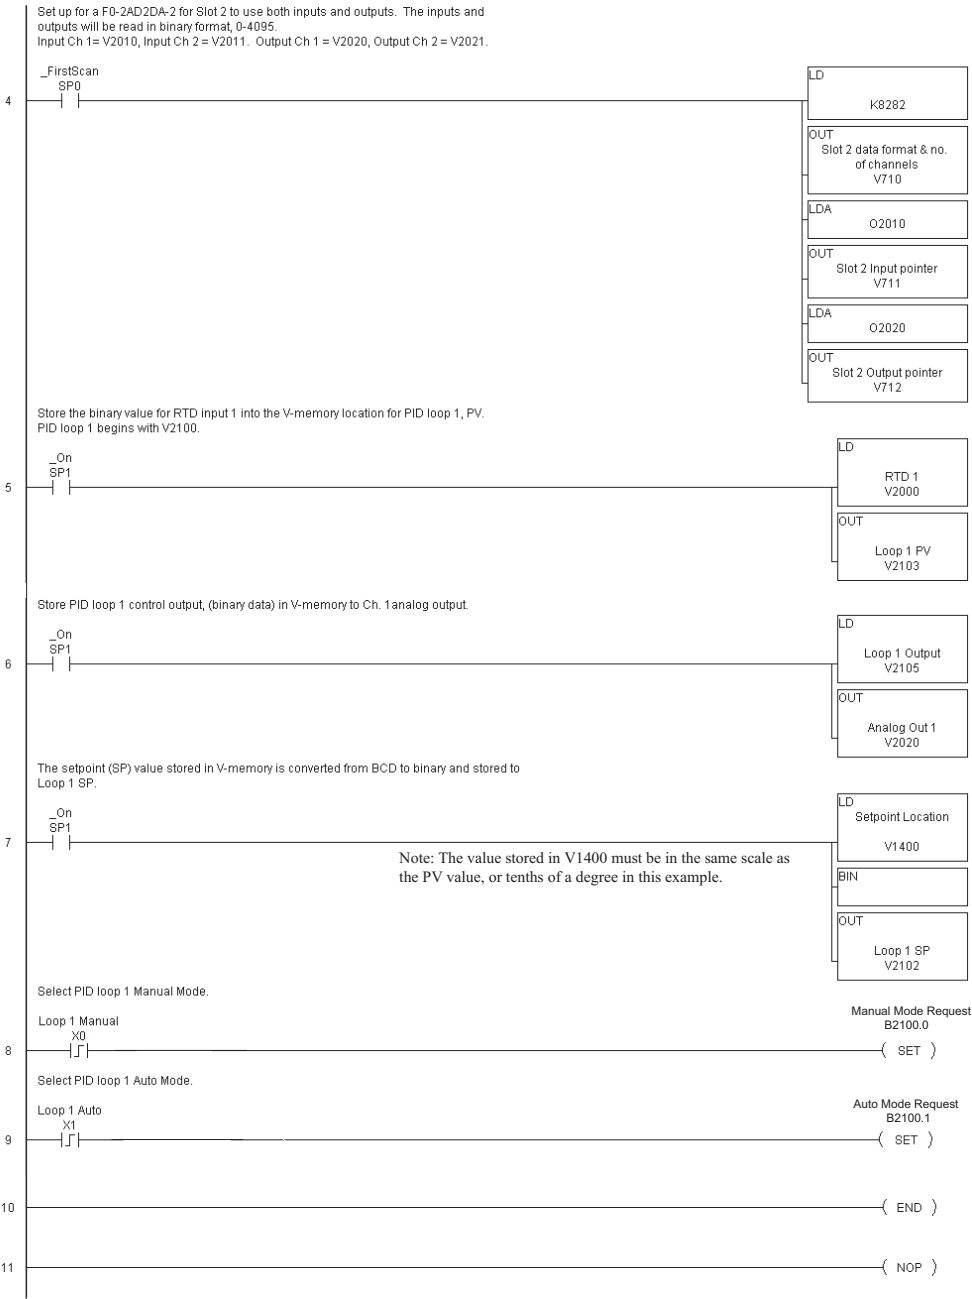 Set up for a F0-2AD2DA-2 for Slot 2 to use both inputs and outputs. The inputs and
outputs will be read in binary format, 0-4095.
Input Ch 1= V2010, Input Ch 2 = V2011. Output Ch 1 = V2020, Output Ch 2 = V2021.
_FirstScan
SP0
4
LD
K8282
OUT
Slot 2 data format & no.
of channels
V710
LDA
O2010
OUT
Slot 2 Input pointer
V711
LDA
O2020
OUT
Slot 2 Output pointer
V712
Store the binary value for RTD input 1 into the V-memory location for PID loop 1, PV.
PID loop 1 begins with V2100.
_On
SP1
5
LD
RTD 1
V2000
OUT
Loop 1 PV
V2103
Store PID loop 1 control output, (binary data) in V-memory to Ch. 1analog output.
_On
SP1
6
LD
Loop 1 Output
V2105
OUT
Analog Out 1
V2020
The setpoint (SP) value stored in V-memory is converted from BCD to binary and stored to
Loop 1 SP.
_On
SP1
7
LD
Setpoint Location
V1400
Note: The value stored in V1400 must be in the same scale as
the PV value, or tenths of a degree in this example.
BIN
OUT
Loop 1 SP
V2102
Select PID loop 1 Manual Mode.
Loop 1 Manual
X0
8
Manual Mode Request
B2100.0
( SET )
Select PID loop 1 Auto Mode.
Loop 1 Auto
X1
9
Auto Mode Request
B2100.1
( SET )
10
( END )
11
( NOP )